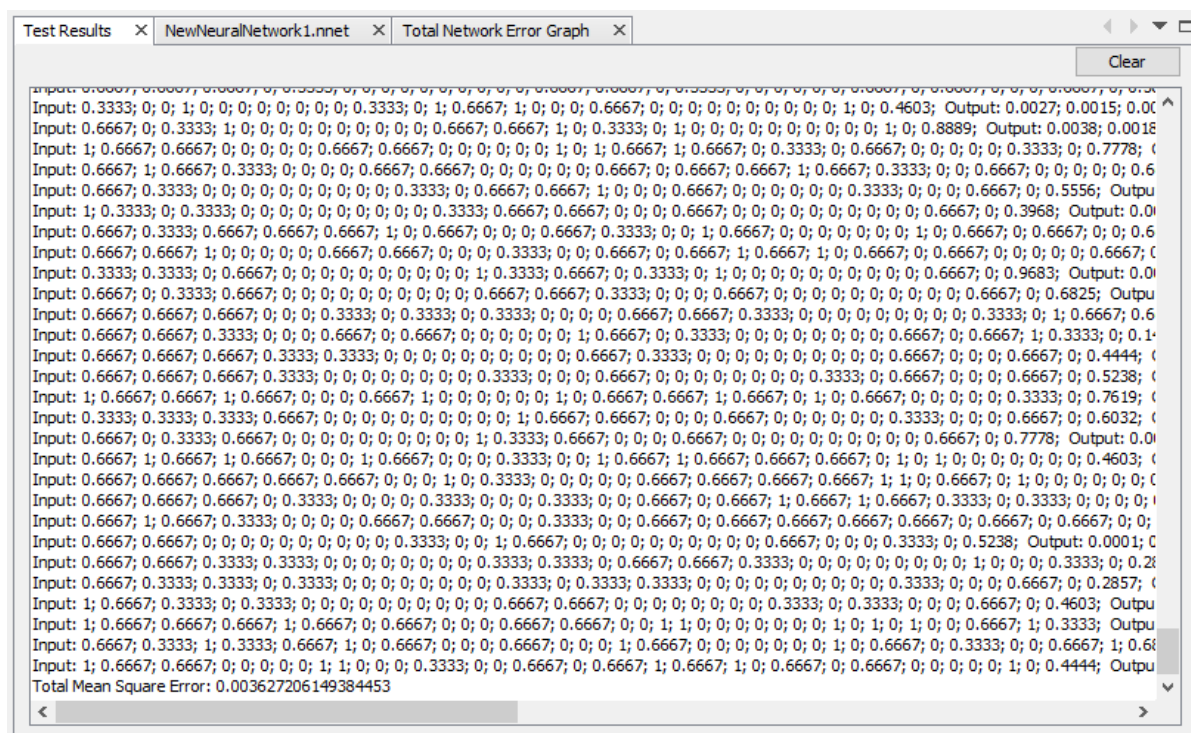 Test Results
NewNeuralNetwork1.nnet
Total Network Error Graph
Clear
Input: 0.3333; 0; 0; 1; 0; 0; 0; 0; 0; 0; 0; 0; 0.3333; 0; 1; 0.6667; 1; 0; 0; 0; 0.6667; 0; 0; 0; 0; 0; 0; 0; 0; 0; 0; 1; 0; 0.4603; Output: 0.0027; 0.0015; 0.00
Input: 0.6667; 0; 0.3333; 1; 0; 0; 0; 0; 0; 0; 0; 0; 0; 0.6667; 0.6667; 1; 0; 0.3333; 0; 1; 0; 0; 0; 0; 0; 0; 0; 0; 0; 0; 1; 0; 0.8889; Output: 0.0038; 0.0018
Input: 1; 0.6667; 0.6667; 0; 0; 0; 0; 0; 0.6667; 0.6667; 0; 0; 0; 0; 0; 0; 1; 0; 1; 0.6667; 1; 0.6667; 0; 0.3333; 0; 0.6667; 0; 0; 0; 0; 0; 0.3333; 0; 0.7778;
Input: 0.6667; 1; 0.6667; 0.3333; 0; 0; 0; 0; 0.6667; 0.6667; 0; 0; 0; 0; 0; 0; 0.6667; 0; 0.6667; 0.6667; 1; 0.6667; 0.3333; 0; 0; 0.6667; 0; 0; 0; 0; 0; 0.6
Input: 0.6667; 0.3333; 0; 0; 0; 0; 0; 0; 0; 0; 0; 0.3333; 0; 0.6667; 0.6667; 1; 0; 0; 0; 0.6667; 0; 0; 0; 0; 0; 0.3333; 0; 0; 0; 0.6667; 0; 0.5556; Outpu
Input: 1; 0.3333; 0; 0.3333; 0; 0; 0; 0; 0; 0; 0; 0; 0; 0.3333; 0.6667; 0.6667; 0; 0; 0; 0.6667; 0; 0; 0; 0; 0; 0; 0; 0; 0; 0.6667; 0; 0.3968; Output: 0.0
Input: 0.6667; 0.3333; 0.6667; 0.6667; 0.6667; 1; 0; 0.6667; 0; 0; 0; 0.6667; 0.3333; 0; 0; 1; 0.6667; 0; 0; 0; 0; 0; 0; 0; 1; 0; 0.6667; 0; 0.6667; 0; 0; 0.6
Input: 0.6667; 0.6667; 1; 0; 0; 0; 0; 0; 0.6667; 0.6667; 0; 0; 0; 0.3333; 0; 0; 0.6667; 0; 0.6667; 1; 0.6667; 1; 0; 0.6667; 0; 0.6667; 0; 0; 0; 0; 0; 0.6667;
Input: 0.3333; 0.3333; 0; 0.6667; 0; 0; 0; 0; 0; 0; 0; 0; 0; 1; 0.3333; 0.6667; 0; 0.3333; 0; 1; 0; 0; 0; 0; 0; 0; 0; 0; 0; 0.6667; 0; 0.9683; Output: 0.0
Input: 0.6667; 0; 0.3333; 0.6667; 0; 0; 0; 0; 0; 0; 0; 0; 0; 0.6667; 0.6667; 0.3333; 0; 0; 0; 0.6667; 0; 0; 0; 0; 0; 0; 0; 0; 0; 0.6667; 0; 0.6825; Outpu
Input: 0.6667; 0.6667; 0.6667; 0; 0; 0; 0.3333; 0; 0.3333; 0; 0.3333; 0; 0; 0; 0; 0.6667; 0.6667; 0.3333; 0; 0; 0; 0; 0; 0; 0; 0; 0; 0.3333; 0; 1; 0.6667; 0.6
Input: 0.6667; 0.6667; 0.3333; 0; 0; 0; 0.6667; 0; 0.6667; 0; 0; 0; 0; 0; 0; 1; 0.6667; 0; 0.3333; 0; 0; 0; 0; 0; 0; 0; 0.6667; 0; 0.6667; 1; 0.3333; 0; 0.1
Input: 0.6667; 0.6667; 0.6667; 0.3333; 0.3333; 0; 0; 0; 0; 0; 0; 0; 0; 0; 0.6667; 0.3333; 0; 0; 0; 0; 0; 0; 0; 0; 0; 0.6667; 0; 0; 0; 0.6667; 0; 0.4444;
Input: 0.6667; 0.6667; 0.6667; 0.3333; 0; 0; 0; 0; 0; 0; 0; 0.3333; 0; 0; 0; 0.6667; 0; 0; 0; 0; 0; 0; 0; 0.3333; 0; 0.6667; 0; 0; 0; 0.6667; 0; 0.5238;
Input: 1; 0.6667; 0.6667; 1; 0.6667; 0; 0; 0; 0.6667; 1; 0; 0; 0; 0; 0; 0; 1; 0; 0.6667; 0.6667; 1; 0.6667; 0; 1; 0; 0.6667; 0; 0; 0; 0; 0; 0.3333; 0; 0.7619;
Input: 0.3333; 0.3333; 0.3333; 0.6667; 0; 0; 0; 0; 0; 0; 0; 0; 0; 1; 0.6667; 0.6667; 0; 0; 0; 0.6667; 0; 0; 0; 0; 0; 0.3333; 0; 0; 0; 0.6667; 0; 0.6032;
Input: 0.6667; 0; 0.3333; 0.6667; 0; 0; 0; 0; 0; 0; 0; 0; 0; 1; 0.3333; 0.6667; 0; 0; 0; 0.6667; 0; 0; 0; 0; 0; 0; 0; 0; 0; 0.6667; 0; 0.7778; Output: 0.0
Input: 0.6667; 1; 0.6667; 1; 0.6667; 0; 0; 0; 1; 0.6667; 0; 0; 0; 0.3333; 0; 0; 1; 0.6667; 1; 0.6667; 0.6667; 0.6667; 0; 1; 0; 1; 0; 0; 0; 0; 0; 0; 0; 0.4603;
Input: 0.6667; 0.6667; 0.6667; 0.6667; 0.6667; 0; 0; 0; 1; 0; 0.3333; 0; 0; 0; 0; 0; 0.6667; 0.6667; 0.6667; 0.6667; 1; 1; 0; 0.6667; 0; 1; 0; 0; 0; 0; 0; 0;
Input: 0.6667; 0.6667; 0.6667; 0; 0.3333; 0; 0; 0; 0; 0.3333; 0; 0; 0; 0.3333; 0; 0; 0.6667; 0; 0.6667; 1; 0.6667; 1; 0.6667; 0.3333; 0; 0.3333; 0; 0; 0; 0;
Input: 0.6667; 1; 0.6667; 0.3333; 0; 0; 0; 0; 0.6667; 0.6667; 0; 0; 0; 0.3333; 0; 0; 0.6667; 0; 0.6667; 0.6667; 0.6667; 0.6667; 0.6667; 0; 0.6667; 0; 0.6667; 0; 0;
Input: 0.6667; 0.6667; 0; 0; 0; 0; 0; 0; 0; 0; 0; 0.3333; 0; 0; 1; 0.6667; 0; 0; 0; 0; 0; 0; 0; 0; 0; 0.6667; 0; 0; 0; 0.3333; 0; 0.5238; Output: 0.0001; 0
Input: 0.6667; 0.6667; 0.3333; 0.3333; 0; 0; 0; 0; 0; 0; 0; 0.3333; 0.3333; 0; 0.6667; 0.6667; 0.3333; 0; 0; 0; 0; 0; 0; 0; 0; 1; 0; 0; 0; 0.3333; 0; 0.28
Input: 0.6667; 0.3333; 0.3333; 0; 0.3333; 0; 0; 0; 0; 0; 0; 0; 0.3333; 0; 0.3333; 0.3333; 0; 0; 0; 0; 0; 0; 0; 0; 0; 0.3333; 0; 0; 0; 0.6667; 0; 0.2857;
Input: 1; 0.6667; 0.3333; 0; 0.3333; 0; 0; 0; 0; 0; 0; 0; 0; 0; 0.6667; 0.6667; 0; 0; 0; 0; 0; 0; 0; 0.3333; 0; 0.3333; 0; 0; 0; 0.6667; 0; 0.4603; Outpu
Input: 1; 0.6667; 0.6667; 0.6667; 1; 0.6667; 0; 0.6667; 0; 0; 0; 0.6667; 0.6667; 0; 0; 1; 1; 0; 0; 0; 0; 0; 0; 1; 0; 1; 0; 1; 0; 0; 0.6667; 1; 0.3333; Outpu
Input: 0.6667; 0.3333; 1; 0.3333; 0.6667; 1; 0; 0.6667; 0; 0; 0; 0.6667; 0; 0; 0; 1; 0.6667; 0; 0; 0; 0; 0; 0; 0; 1; 0; 0.6667; 0; 0.3333; 0; 0; 0.6667; 1; 0.68
Input: 1; 0.6667; 0.6667; 0; 0; 0; 0; 0; 1; 1; 0; 0; 0; 0.3333; 0; 0; 0.6667; 0; 0.6667; 1; 0.6667; 1; 0; 0.6667; 0; 0.6667; 0; 0; 0; 0; 0; 1; 0; 0.4444; Outpu
Total Mean Square Error: 0.003627206149384453